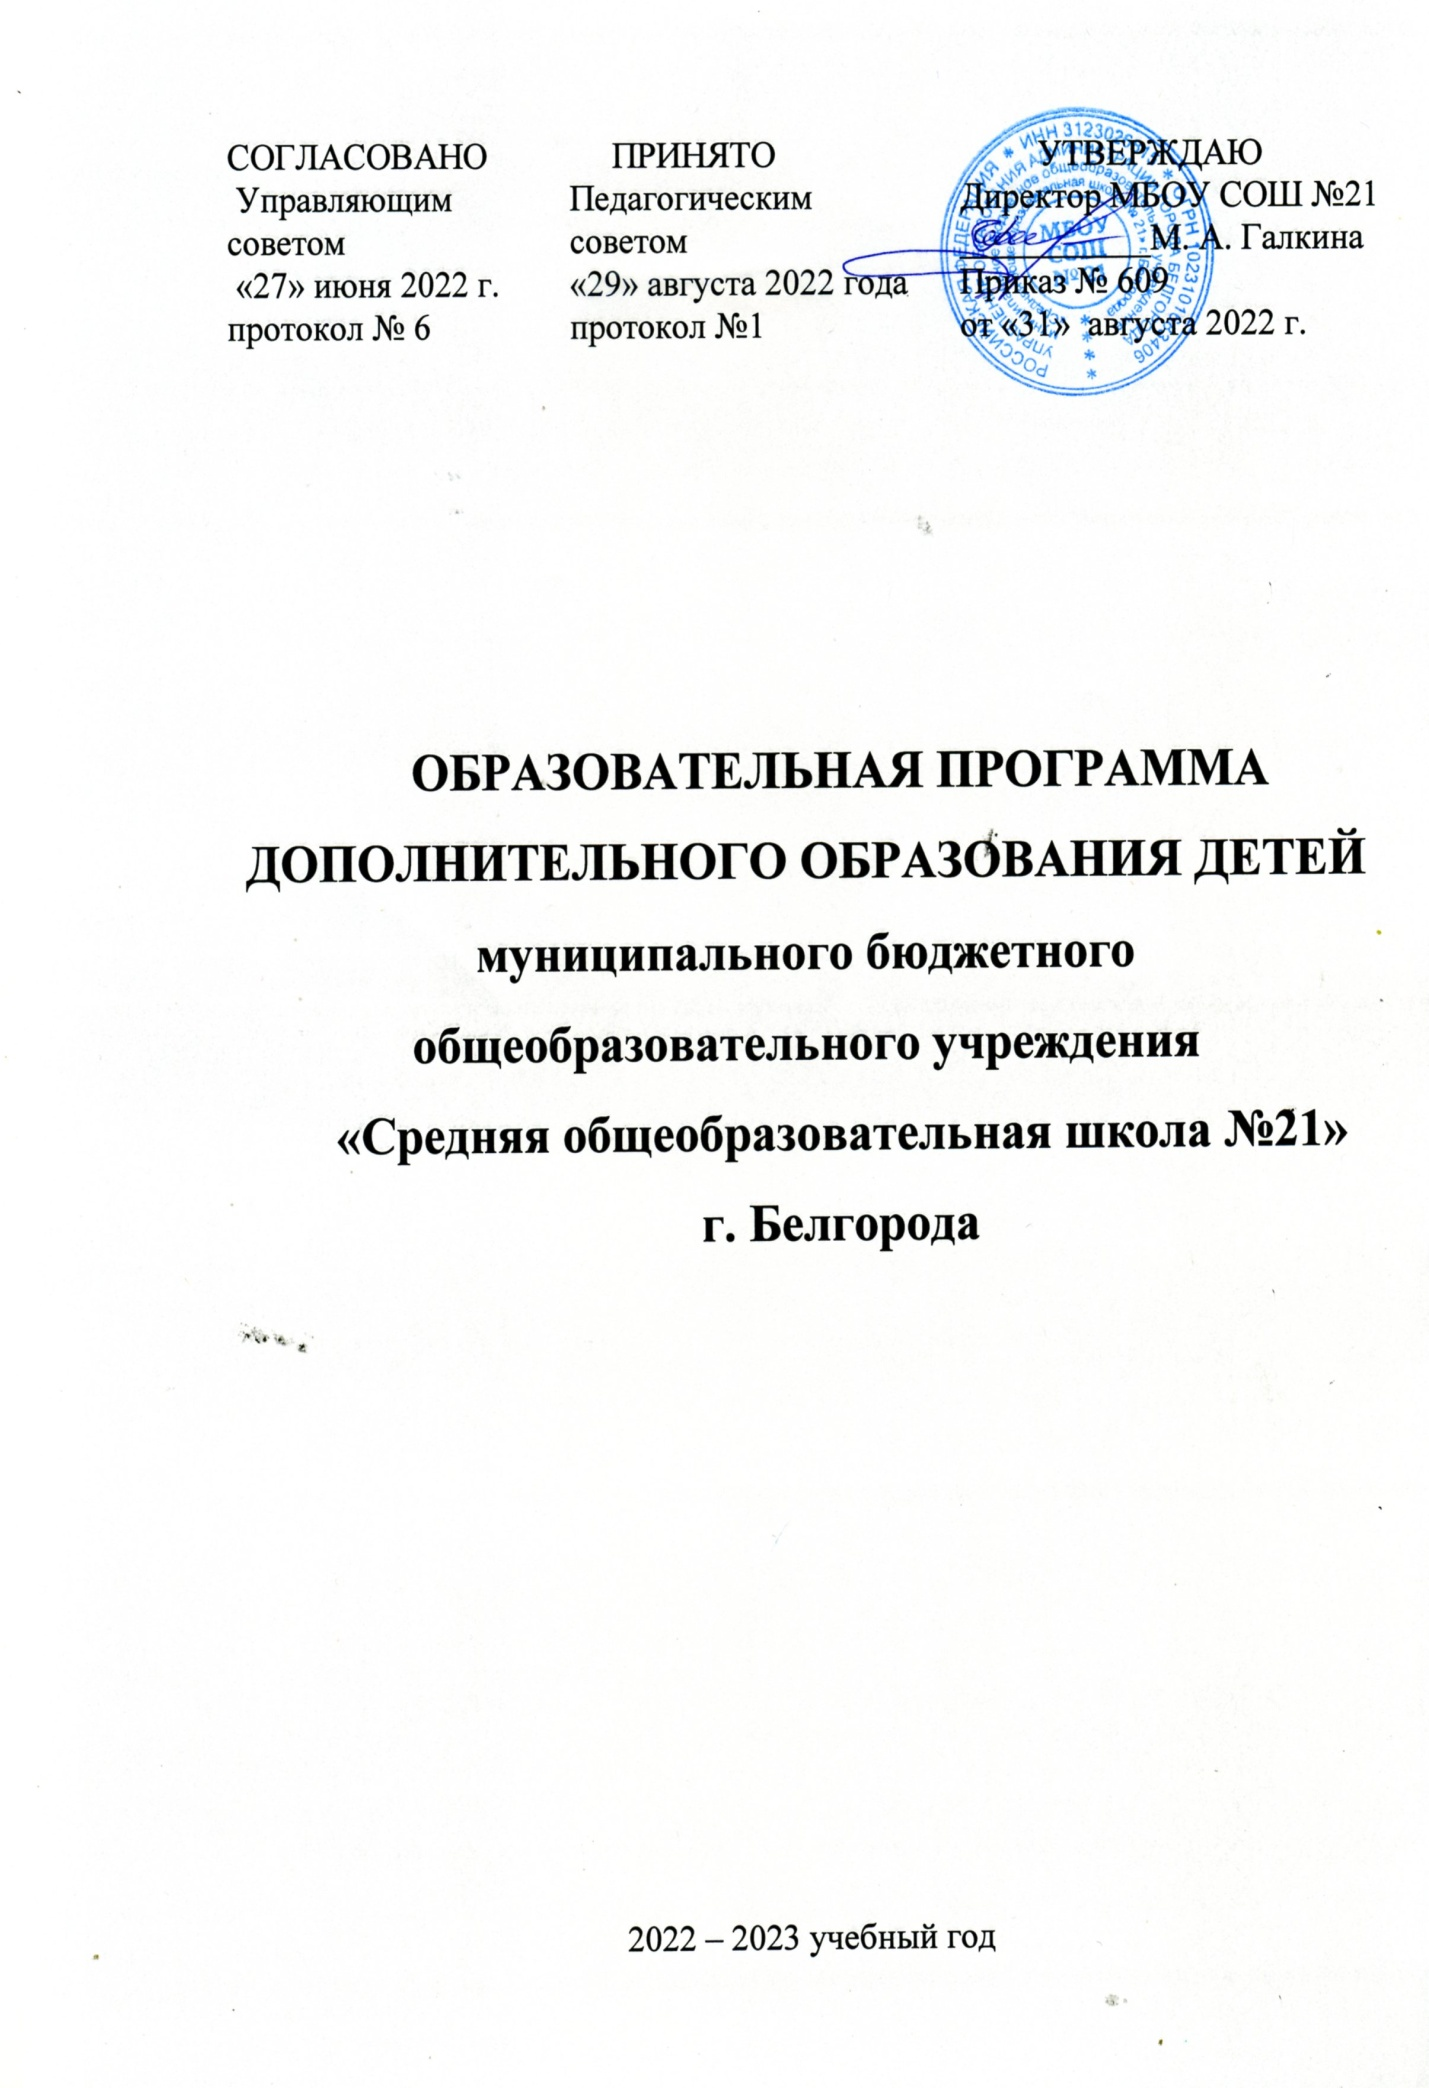 СОГЛАСОВАНО
Управляющим
советом
«27» июня 2022 г.
протокол № 6
ПРИНЯТО
Педагогическим
советом
«29» августа 2022 года
протокол №1
УТВЕРЖДАЮ
Директор МБОУ СОШ №21
М. А. Галкина
Приказ № 609
от «31» августа 2022 г.
МБОУ
СОШ
ОБРАЗОВАТЕЛЬНАЯ ПРОГРАММА
ДОПОЛНИТЕЛЬНОГО ОБРАЗОВАНИЯ ДЕТЕЙ
муниципального бюджетного
общеобразовательного учреждения
«Средняя общеобразовательная школа №21»
г. Белгорода
2022 – 2023 учебный год